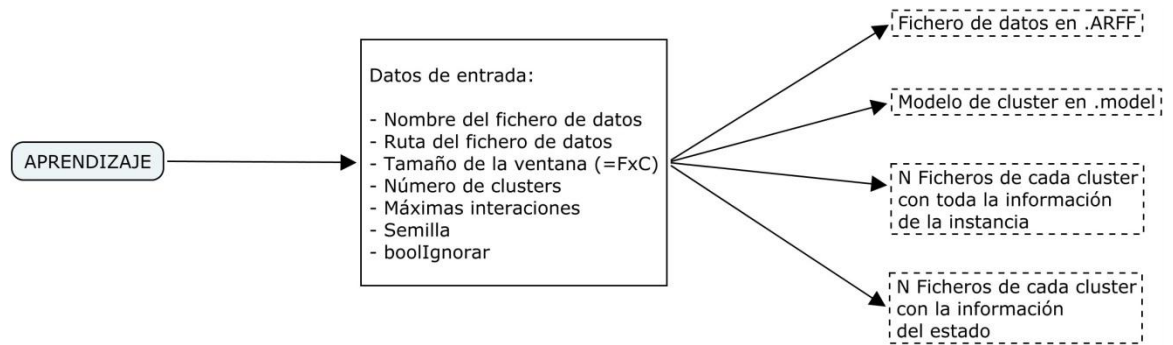 APRENDIZAJE
Datos de entrada:
- Nombre del fichero de datos
- Ruta del fichero de datos
- Tamaño de la ventana (=FxC)
- Número de clusters
- Máximas interaciones
- Semilla
- boolIgnorar
Fichero de datos en .ARFF
Modelo de cluster en .model
N Ficheros de cada cluster
con toda la información
de la instancia
N Ficheros de cada cluster
con la información
del estado